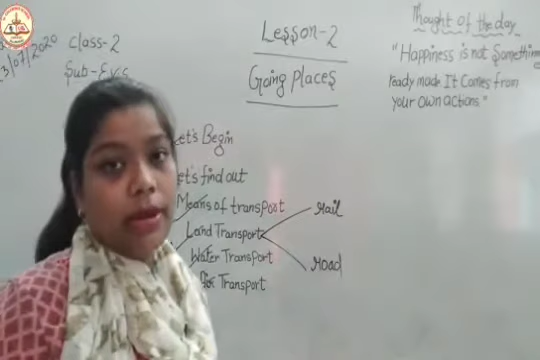 3/07/2020
Class-2
Sub-E.V.S
Lesson-2
Going Places
Thought of the day
"Happiness is not Something
ready made It Comes from
your own actions."
Let's Begin
Let's find out
Means of transport
Land Transport
rail
road
Water Transport
Air Transport